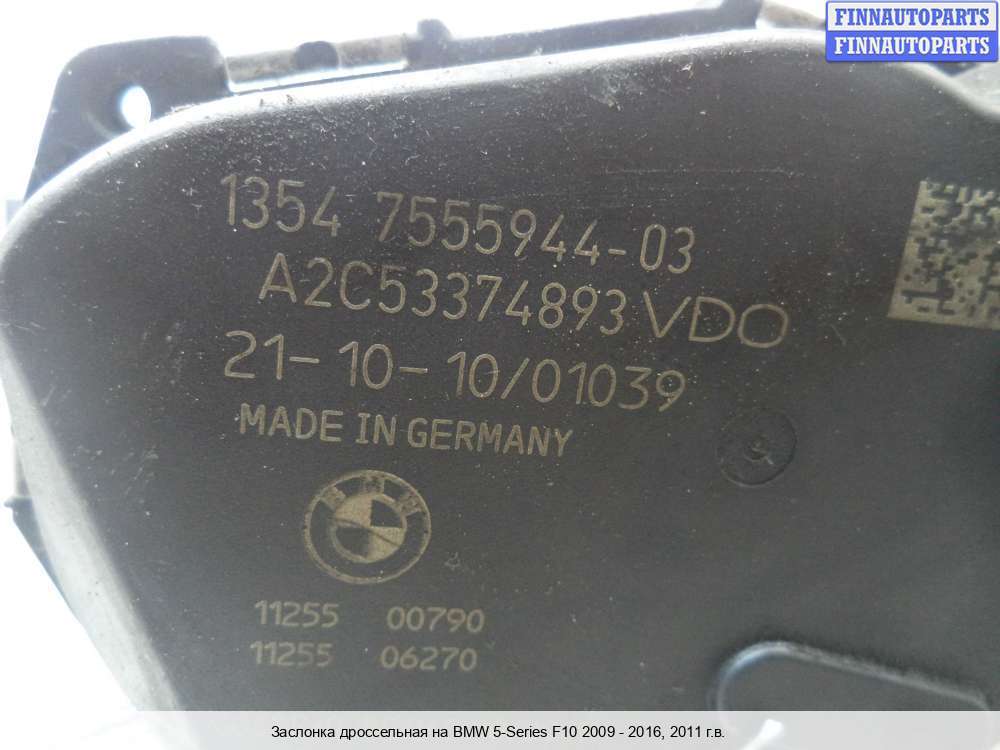 FINNAUTOPARTS
FINNAUTOPARTS
1354 7555944-03
A2C53374893 VDO
21-10-10/01039
MADE IN GERMANY
BMW
11255 00790
11255 06270
Заслонка дроссельная на BMW 5-Series F10 2009 - 2016, 2011 г.в.